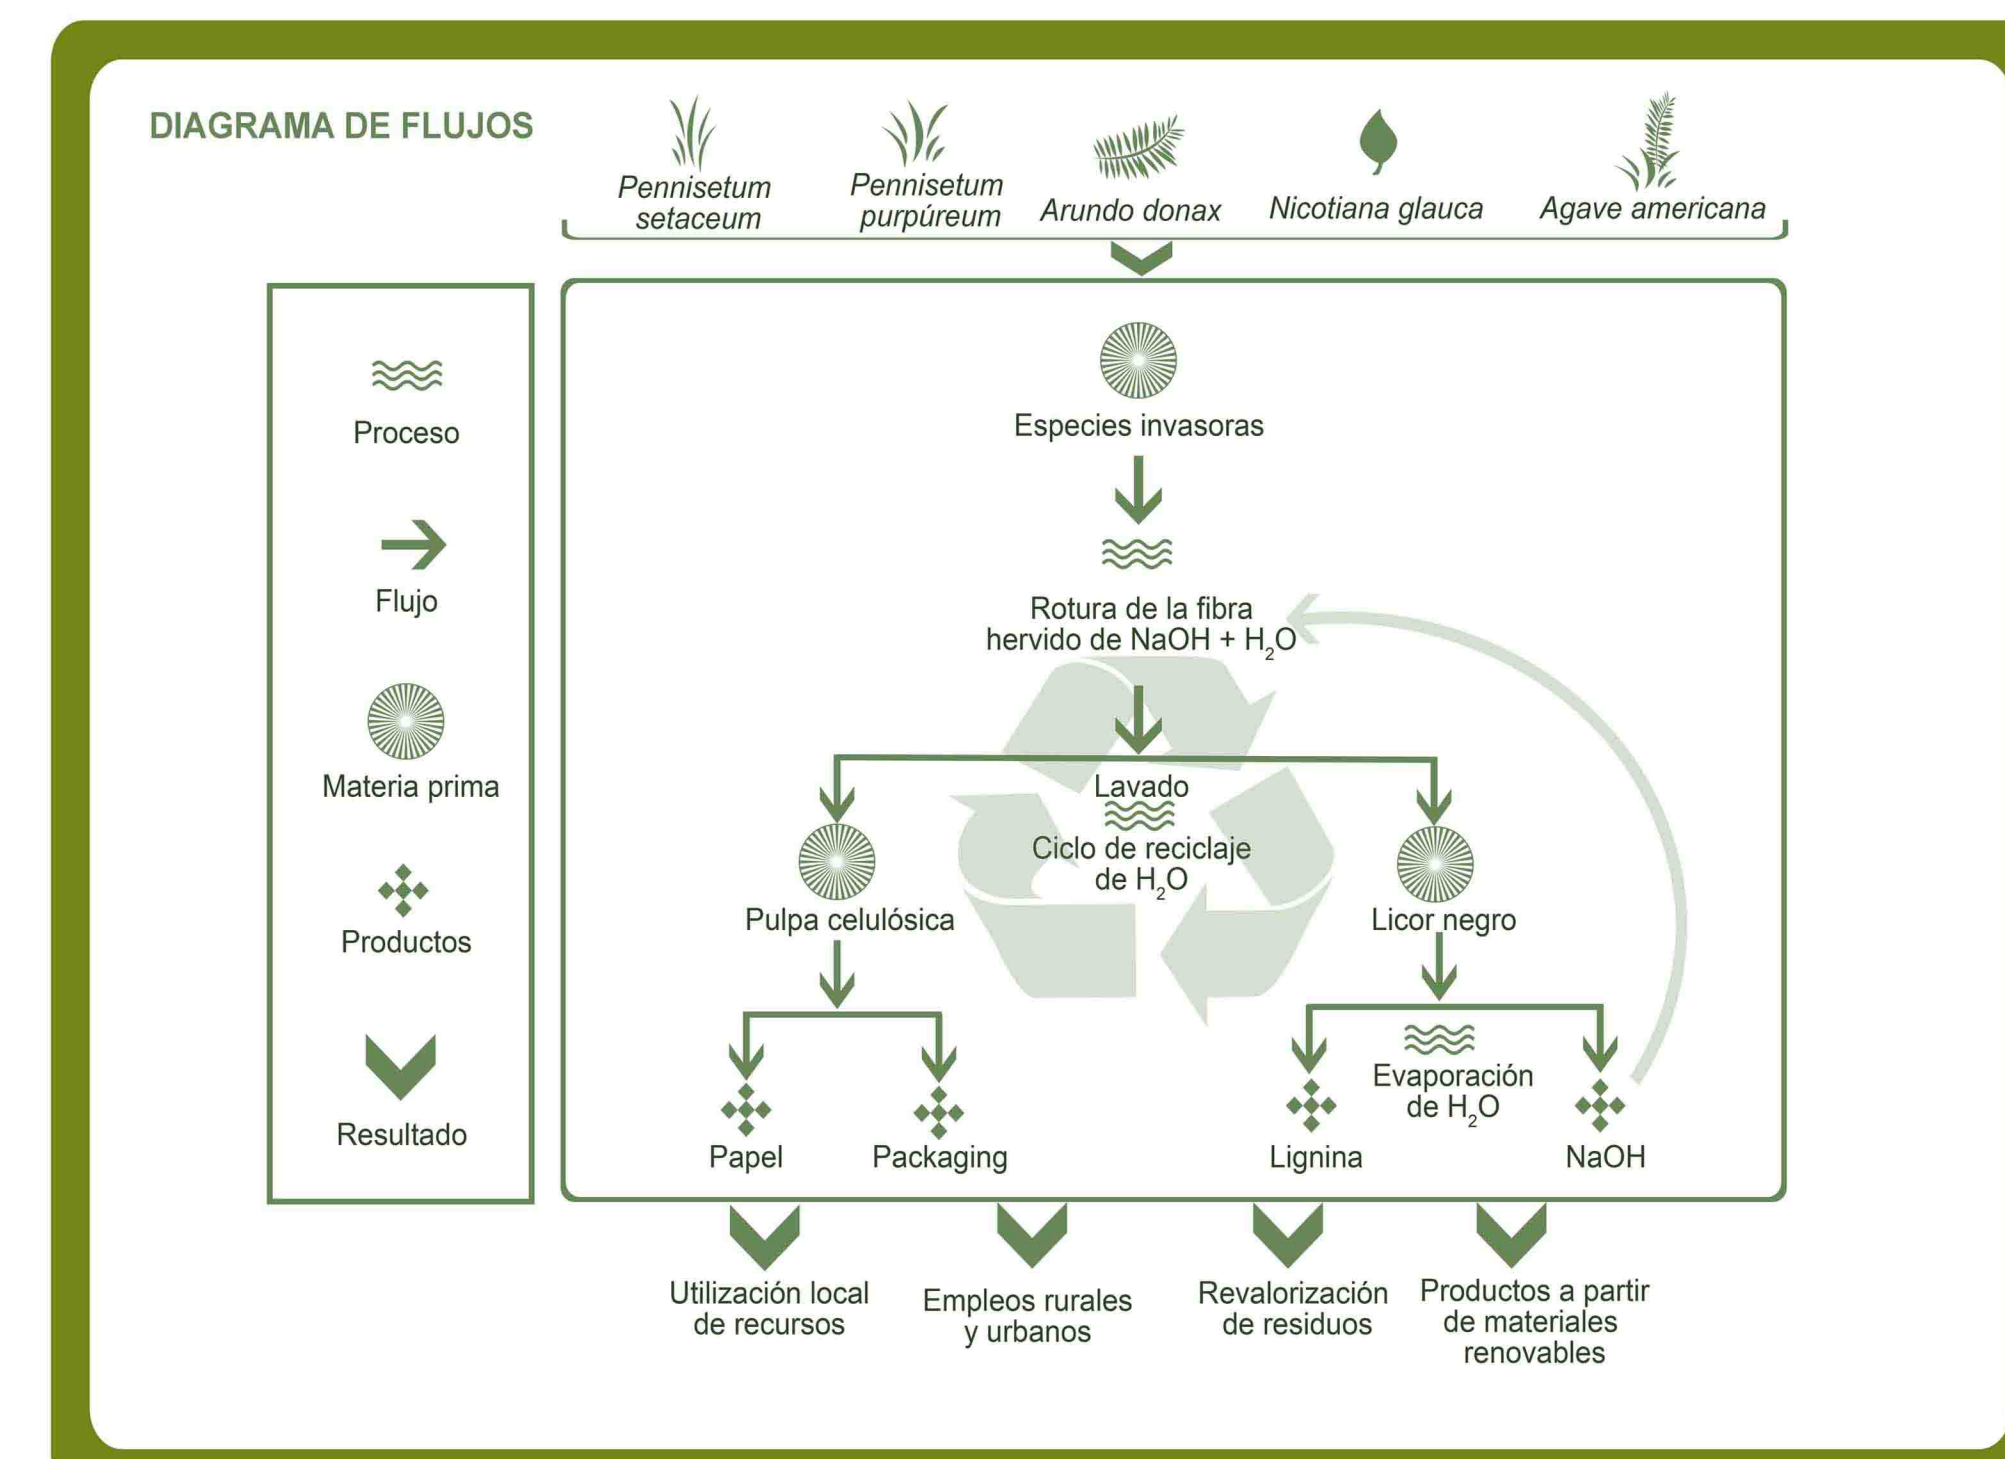 DIAGRAMA DE FLUJOS
Pennisetum
setaceum
Pennisetum
purpúreum
Arundo donax
Nicotiana glauca
Agave americana
Proceso
Flujo
Materia prima
Productos
Resultado
Especies invasoras
Rotura de la fibra
hervido de NaOH + H₂O
Lavado
Ciclo de reciclaje
de H₂O
Pulpa celulósica
Licor negro
Evaporación
de H₂O
Papel
Packaging
Lignina
NaOH
Utilización local
de recursos
Empleos rurales
y urbanos
Revalorización
de residuos
Productos a partir
de materiales
renovables